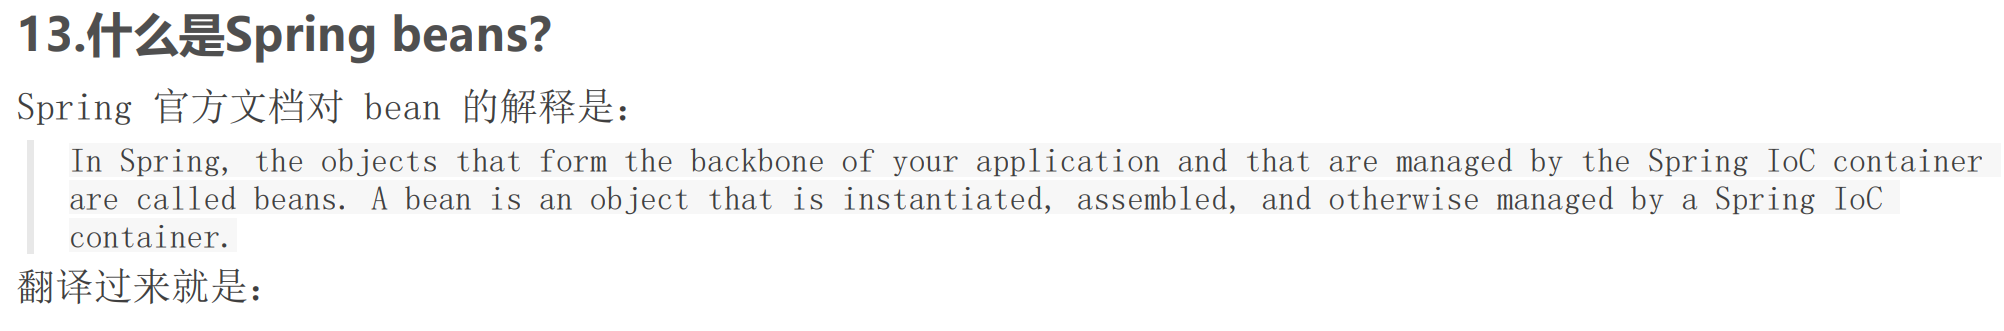 13.什么是Spring beans?
Spring 官方文档对 bean 的解释是：
In Spring, the objects that form the backbone of your application and that are managed by the Spring IoC container
are called beans. A bean is an object that is instantiated, assembled, and otherwise managed by a Spring IoC
container.
翻译过来就是：